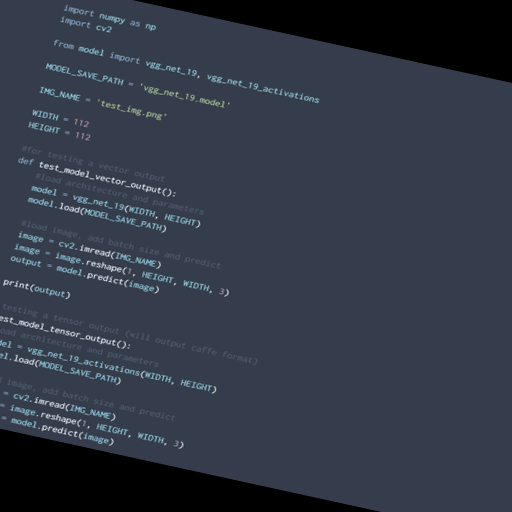 import numpy as np
import cv2
from model import vgg_net_19, vgg_net_19_activations
MODEL_SAVE_PATH = 'vgg_net_19.model'
IMG_NAME = 'test_img.png'
WIDTH = 112
HEIGHT = 112
#for testing a vector output
def test_model_vector_output():
#load architecture and parameters
model = vgg_net_19(WIDTH, HEIGHT)
model.load(MODEL_SAVE_PATH)
#load image, add batch size and predict
image = cv2.imread(IMG_NAME)
image = image.reshape(1, HEIGHT, WIDTH, 3)
output = model.predict(image)
print(output)
testing a tensor output (will output caffe format)
est_model_tensor_output():
oad architecture and parameters
del = vgg_net_19_activations(WIDTH, HEIGHT)
el.load(MODEL_SAVE_PATH)
image, add batch size and predict
= cv2.imread(IMG_NAME)
= image.reshape(1, HEIGHT, WIDTH, 3)
= model.predict(image)